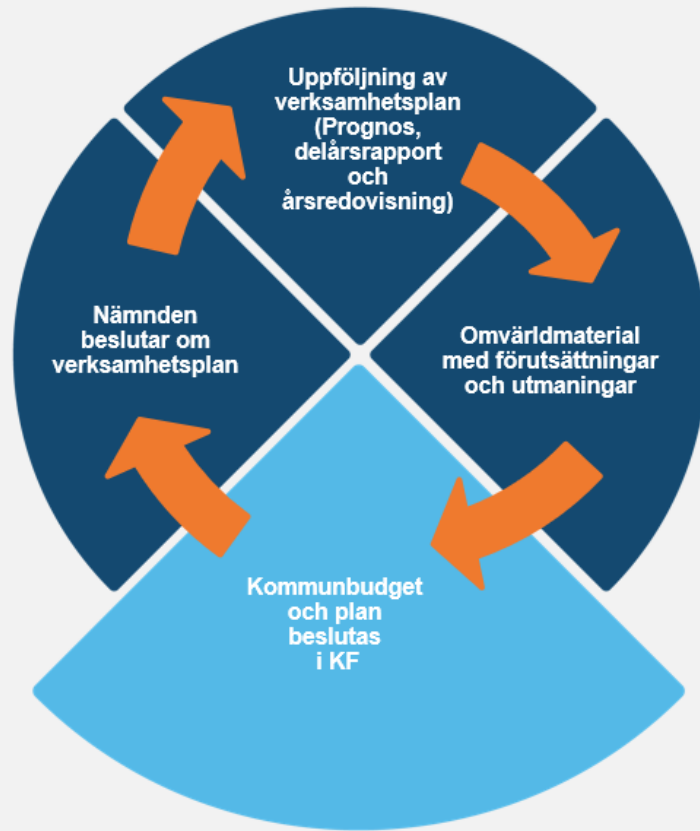 Uppföljning av
verksamhetsplan
(Prognos,
delårsrapport
och
årsredovisning)
Omvärldmaterial
med förutsättningar
och utmaningar
Kommunbudget
och plan
beslutas
i KF
Nämnden
beslutar om
verksamhetsplan